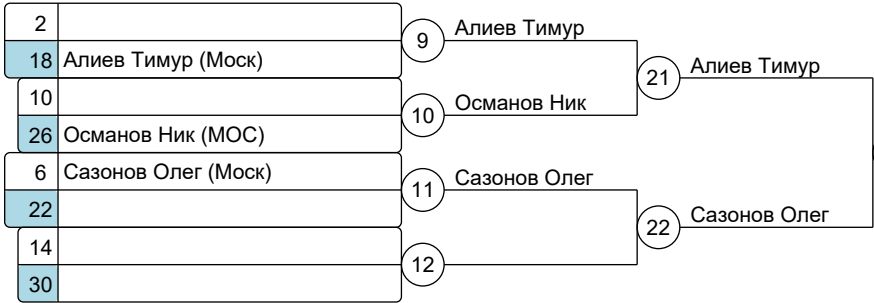 2
18 Алиев Тимур (Моск)
9 Алиев Тимур
10
26 Османов Ник (МОС)
10 Османов Ник
21 Алиев Тимур
6 Сазонов Олег (Моск)
22
11 Сазонов Олег
14
30
12
22 Сазонов Олег